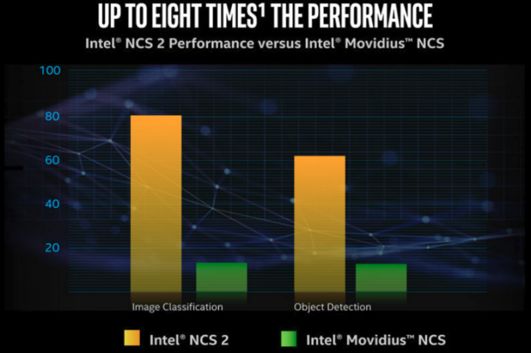 UP TO EIGHT TIMES¹ THE PERFORMANCE
Intel® NCS 2 Performance versus Intel® Movidius™ NCS
100
80
60
40
20
Image Classification Object Detection
Intel® NCS 2 Intel® Movidius™ NCS